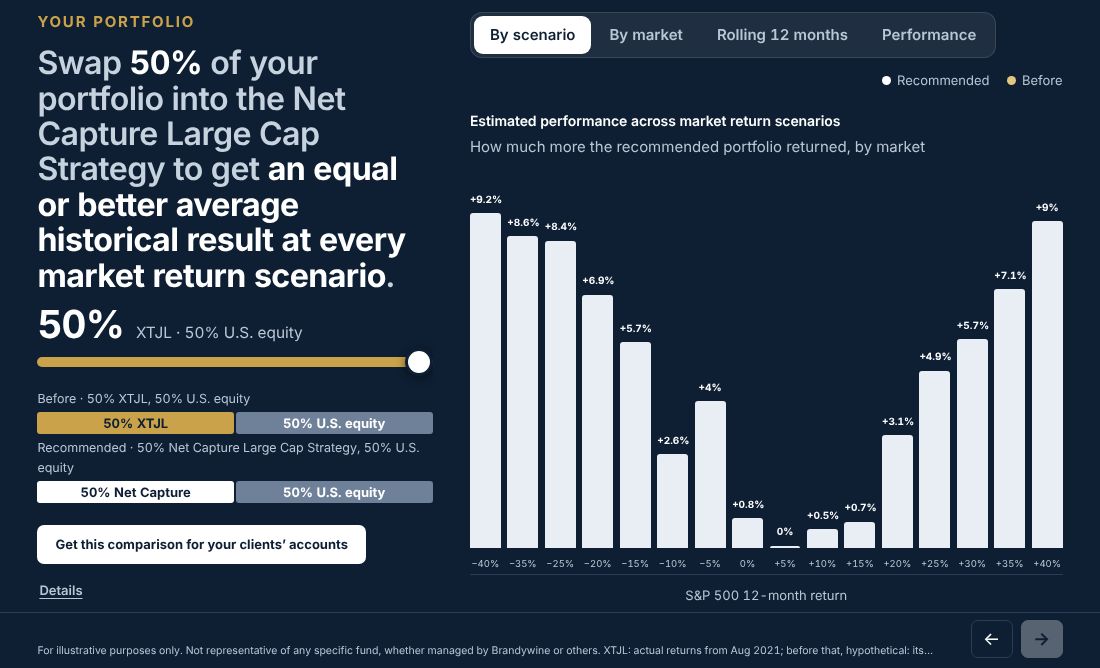 YOUR PORTFOLIO
Swap 50% of your
portfolio into the Net
Capture Large Cap
Strategy to get an equal
or better average
historical result at every
market return scenario.
50% XTJL · 50% U.S. equity
Before · 50% XTJL, 50% U.S. equity
50% XTJL 50% U.S. equity
Recommended · 50% Net Capture Large Cap Strategy, 50% U.S.
equity
50% Net Capture 50% U.S. equity
Get this comparison for your clients’ accounts
Details
By scenario By market Rolling 12 months Performance
Recommended Before
Estimated performance across market return scenarios
How much more the recommended portfolio returned, by market
+9.2% +8.6% +8.4% +6.9% +5.7% +2.6% +4% +0.8% 0% +0.5% +0.7% +3.1% +4.9% +5.7% +7.1% +9%
−40% −35% −25% −20% −15% −10% −5% 0% +5% +10% +15% +20% +25% +30% +35% +40%
S&P 500 12-month return
For illustrative purposes only. Not representative of any specific fund, whether managed by Brandywine or others. XTJL: actual returns from Aug 2021; before that, hypothetical: its...